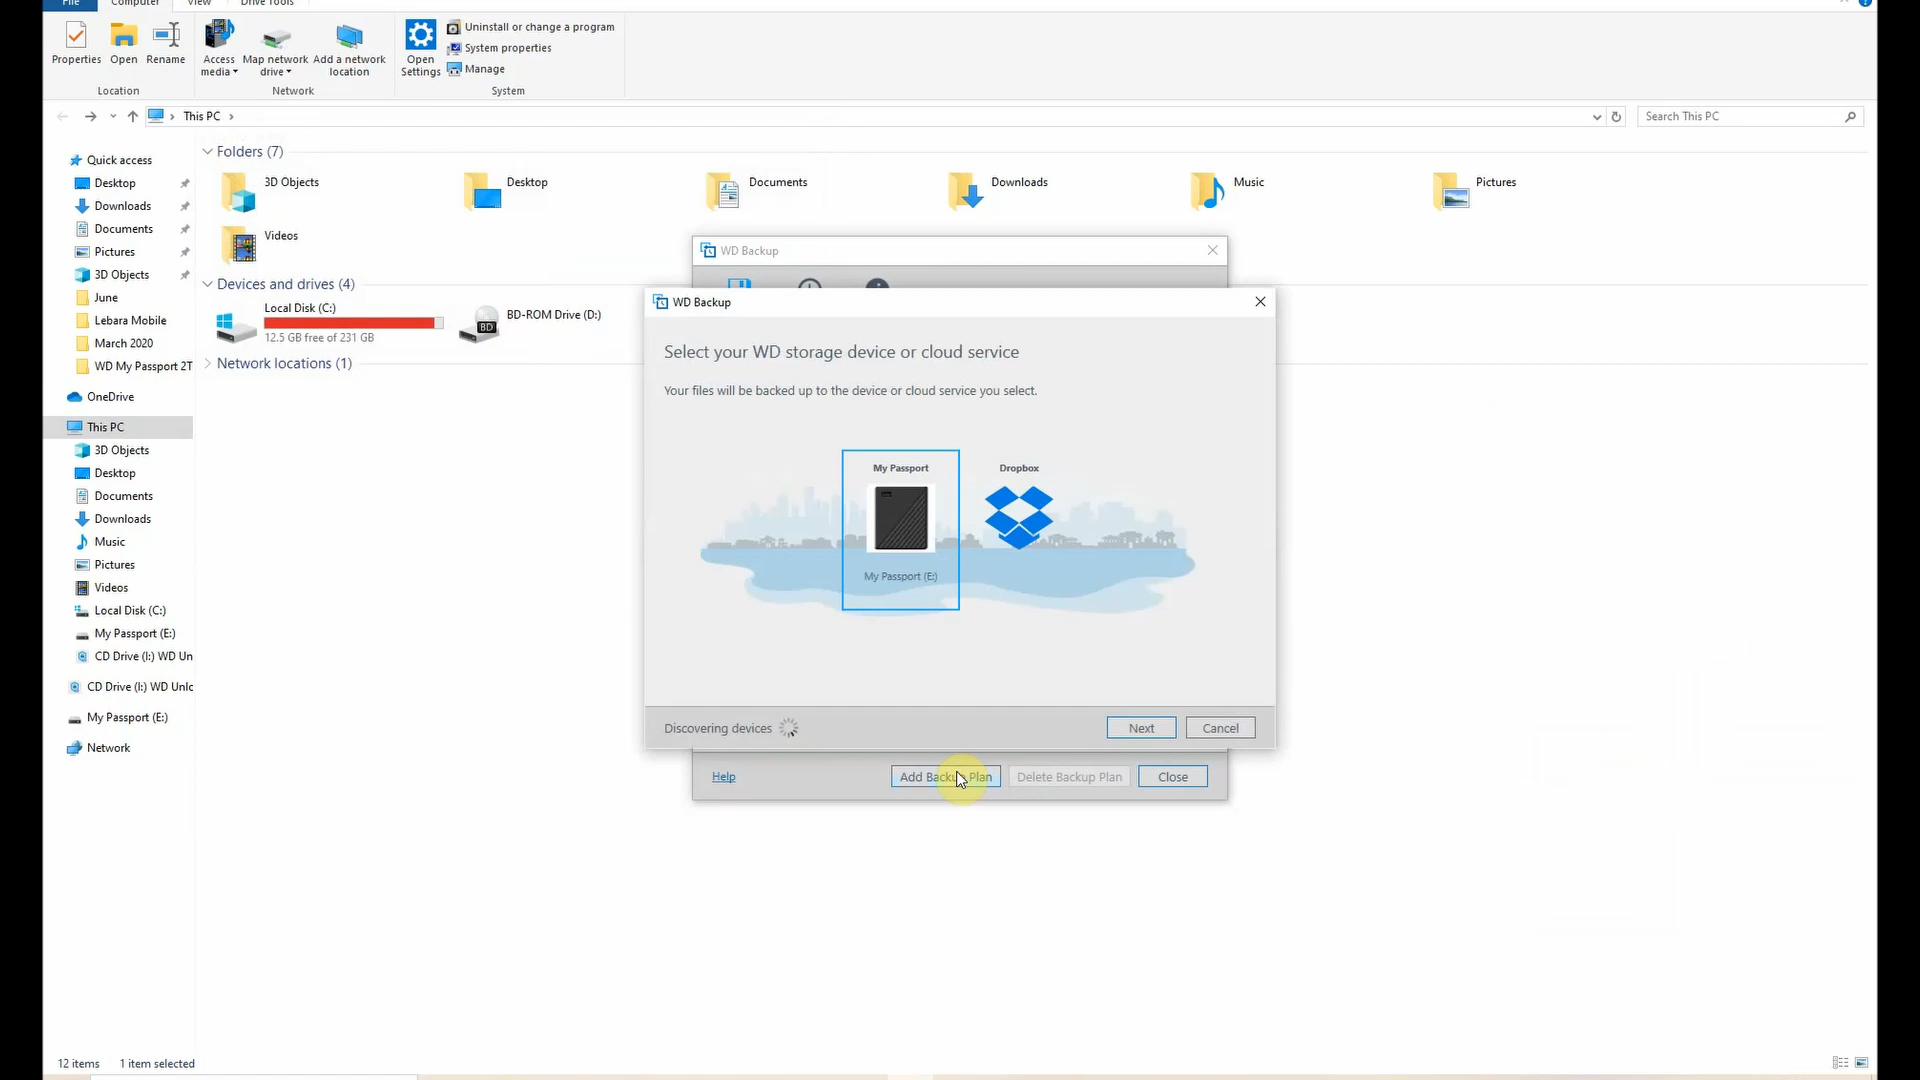 File
Computer
View
Drive Tools
Properties
Open
Rename
Access
media
Map network
drive
Add a network
location
Open
Settings
Uninstall or change a program
System properties
Manage
Location
Network
System
This PC
Search This PC
Quick access
Desktop
Downloads
Documents
Pictures
3D Objects
June
Lebara Mobile
March 2020
WD My Passport 2T
OneDrive
This PC
3D Objects
Desktop
Documents
Downloads
Music
Pictures
Videos
Local Disk (C:)
My Passport (E:)
CD Drive (I:) WD Un
CD Drive (I:) WD Unlo
My Passport (E:)
Network
Folders (7)
3D Objects
Desktop
Documents
Downloads
Music
Pictures
Videos
Devices and drives (4)
Local Disk (C:)
12.5 GB free of 231 GB
BD
BD-ROM Drive (D:)
Network locations (1)
WD Backup
WD Backup
Select your WD storage device or cloud service
Your files will be backed up to the device or cloud service you select.
My Passport
My Passport (E:)
Dropbox
Discovering devices
Next
Cancel
Help
Add Backup Plan
Delete Backup Plan
Close
12 items
1 item selected